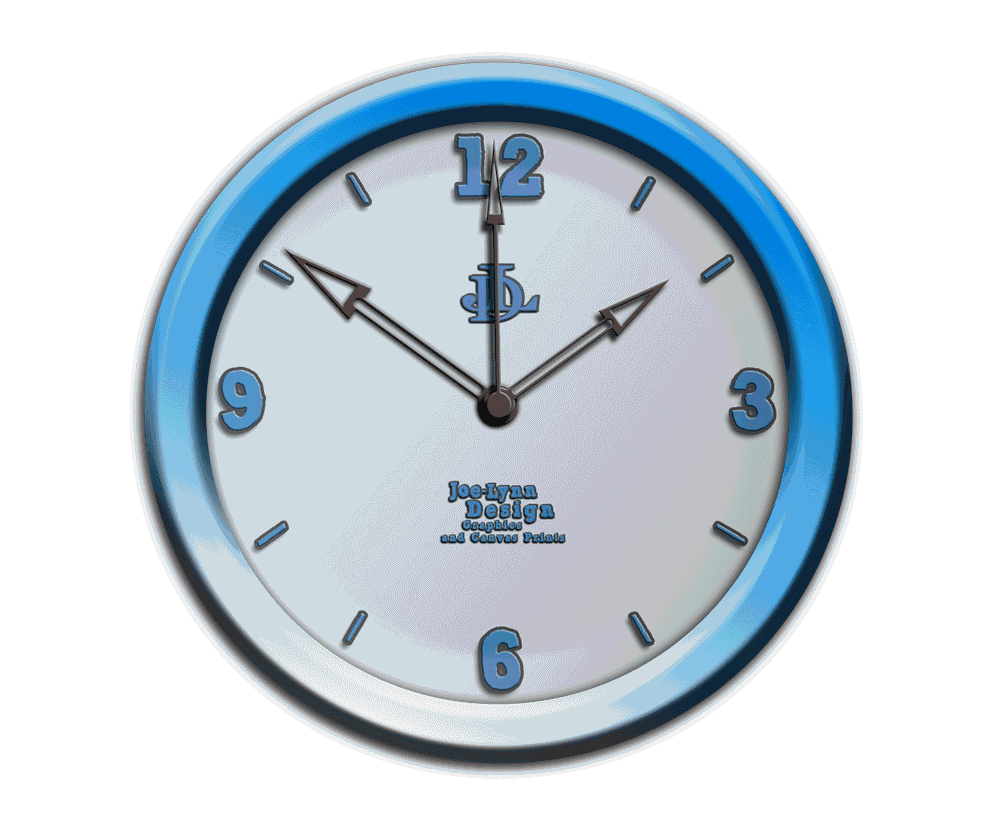 12
JDL
9
3
Joe-Lynn
Design
Graphics
and Canvas Prints
6